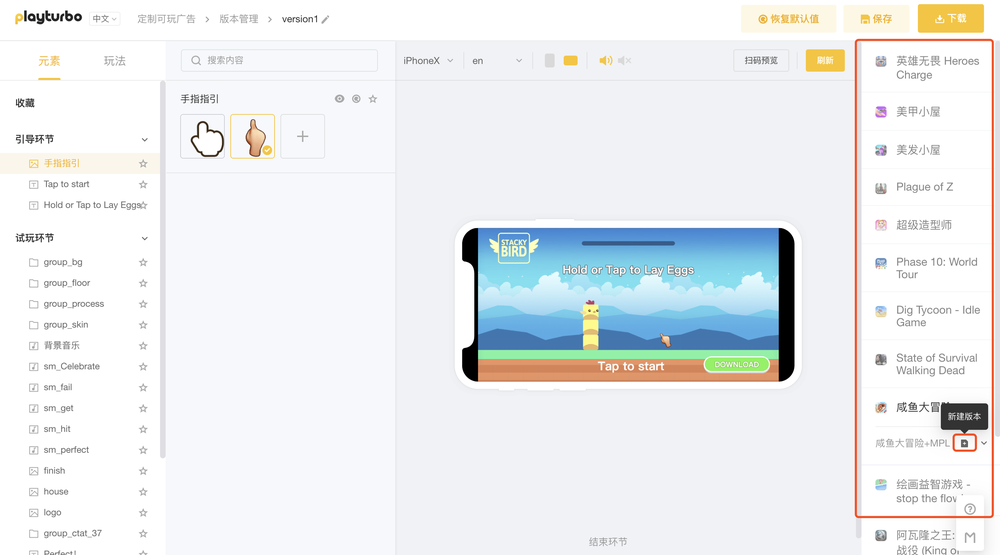 playturbo
中文
定制可玩广告
版本管理
version1
恢复默认值
保存
下载
元素
玩法
收藏
引导环节
手指指引
Tap to start
Hold or Tap to Lay Eggs
试玩环节
group_bg
group_floor
group_process
group_skin
背景音乐
sm_Celebrate
sm_fail
sm_get
sm_hit
sm_perfect
finish
house
logo
group_ctat_37
Perfect!
搜索内容
手指指引
iPhoneX
en
扫码预览
刷新
STACKY
BIRD
Hold or Tap to Lay Eggs
Tap to start
DOWNLOAD
结束环节
英雄无畏 Heroes
Charge
美甲小屋
美发小屋
Plague of Z
超级造型师
Phase 10: World
Tour
Dig Tycoon - Idle
Game
State of Survival
Walking Dead
咸鱼大冒险
新建版本
咸鱼大冒险+MPL
绘画益智游戏 -
stop the flow
阿瓦隆之王:
战役 (King of